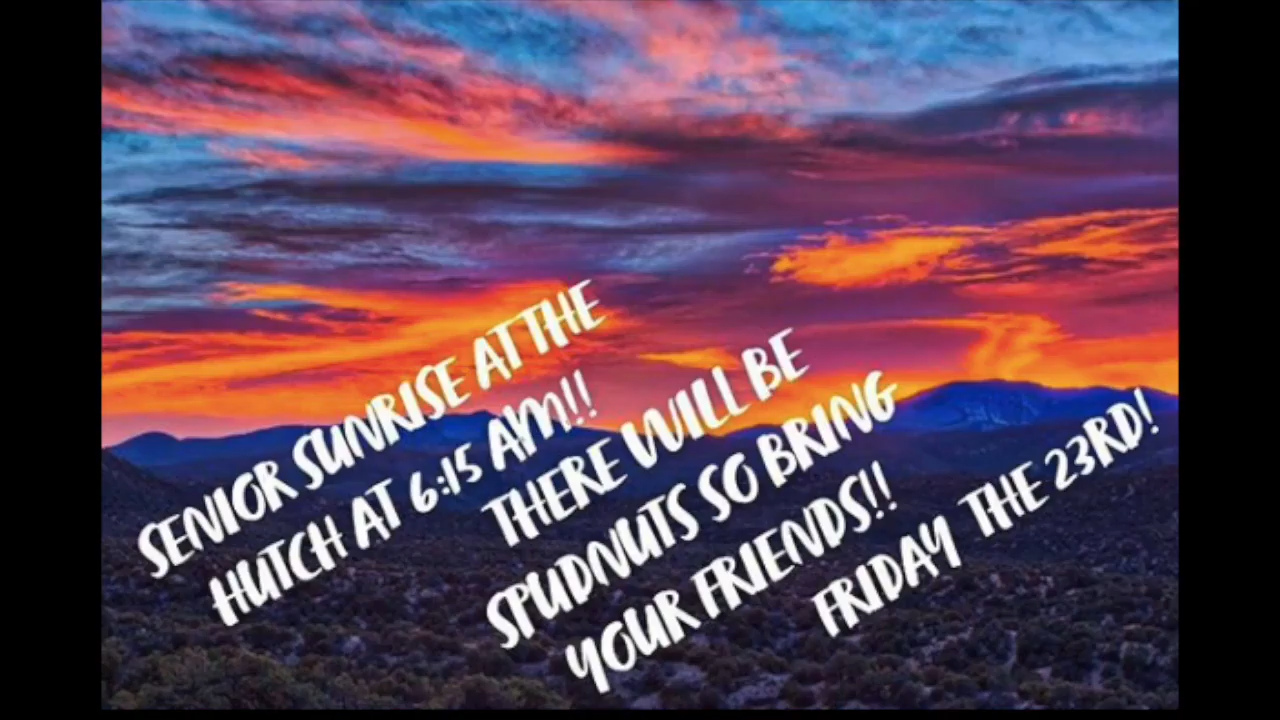 SENIOR SUNRISE AT THE
HUTCH AT 6:15 AM!!
THERE WILL BE
SPUDNUTS SO BRING
YOUR FRIENDS!!
FRIDAY THE 23RD!